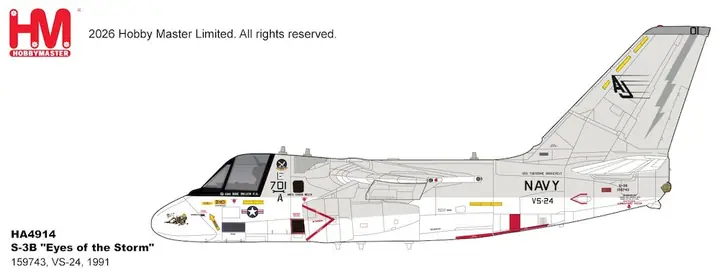 HM
HOBBYMASTER
2026 Hobby Master Limited. All rights reserved.
01
AJ
701
A
NAVY
VS-24
159743
HA4914
S-3B "Eyes of the Storm"
159743, VS-24, 1991